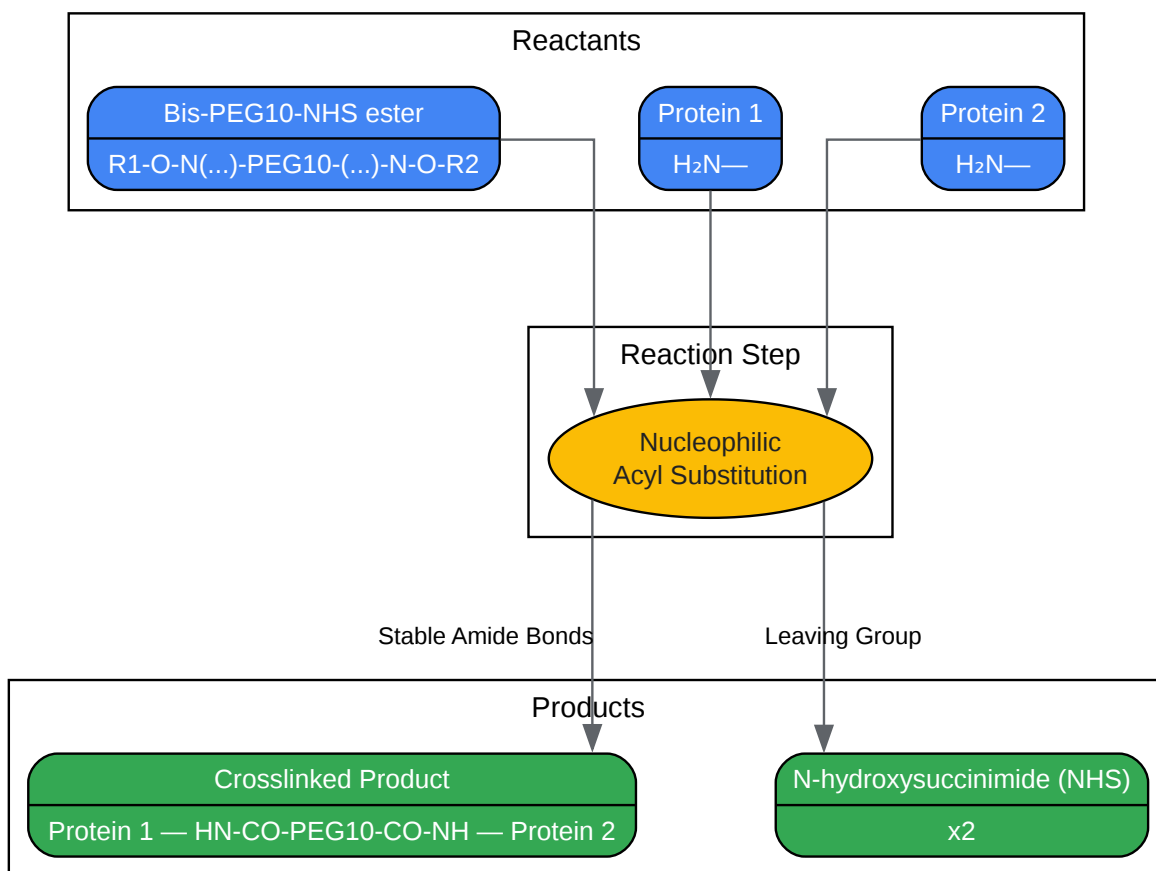 Reactants
Bis-PEG10-NHS ester
R1-O-N(...)-PEG10-(...)-N-O-R2
Protein 1
H₂N—
Protein 2
H₂N—
Reaction Step
Nucleophilic
Acyl Substitution
Stable Amide Bonds
Leaving Group
Products
Crosslinked Product
Protein 1 — HN-CO-PEG10-CO-NH — Protein 2
N-hydroxysuccinimide (NHS)
x2